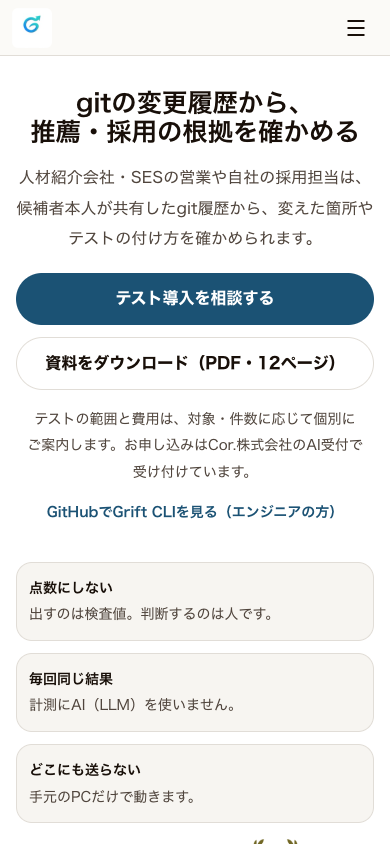 gitの変更履歴から、
推薦・採用の根拠を確かめる
人材紹介会社・SESの営業や自社の採用担当は、
候補者本人が共有したgit履歴から、変えた箇所や
テストの付け方を確かめられます。
テスト導入を相談する
資料をダウンロード（PDF・12ページ）
テストの範囲と費用は、対象・件数に応じて個別に
ご案内します。お申し込みはCor.株式会社のAI受付で
受け付けています。
GitHubでGrift CLIを見る（エンジニアの方）
点数にしない
出すのは検査値。判断するのは人です。
毎回同じ結果
計測にAI（LLM）を使いません。
どこにも送らない
手元のPCだけで動きます。